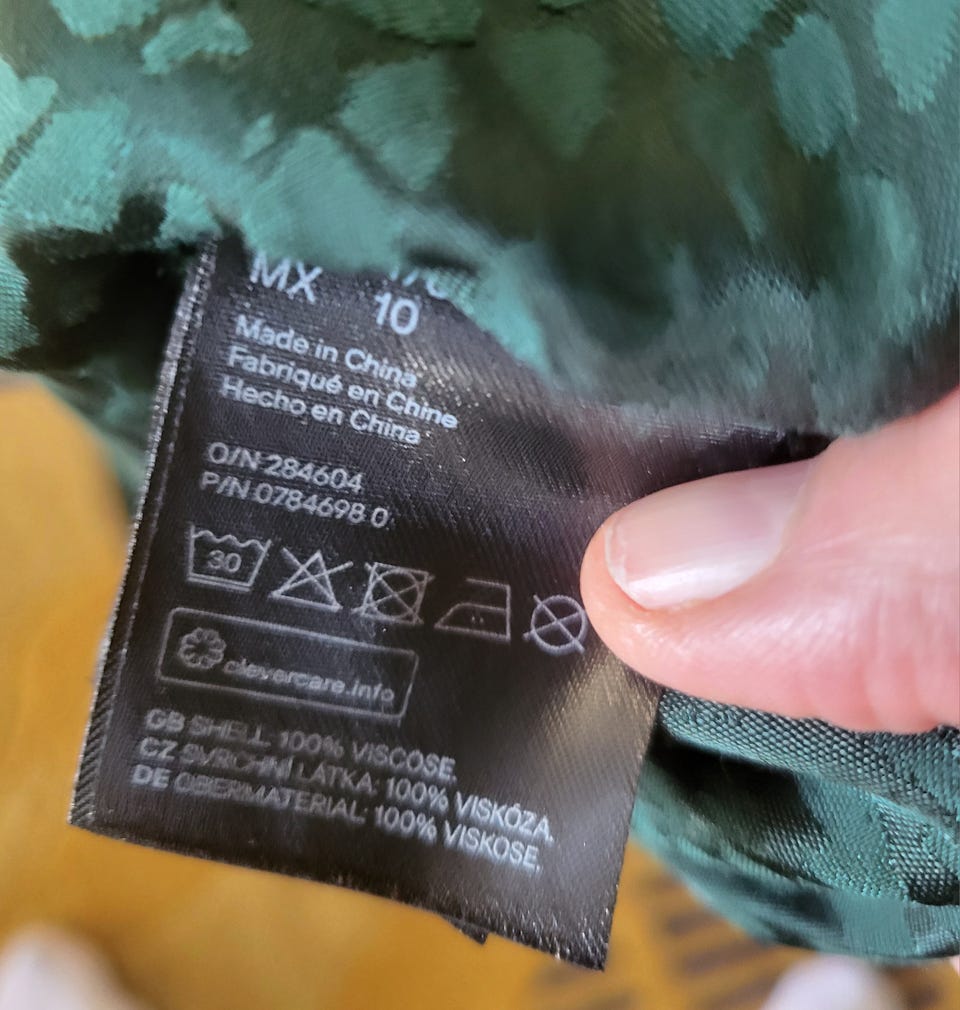 MX 10
Made in China
Fabriqué en Chine
Hecho en China
O/N 284604
P/N 0784698 0
30
clevercare.info
GB SHELL 100% VISCOSE.
CZ SVRCHNÍ LÁTKA: 100% VISKÓZA.
DE OBERMATERIAL: 100% VISKOSE.